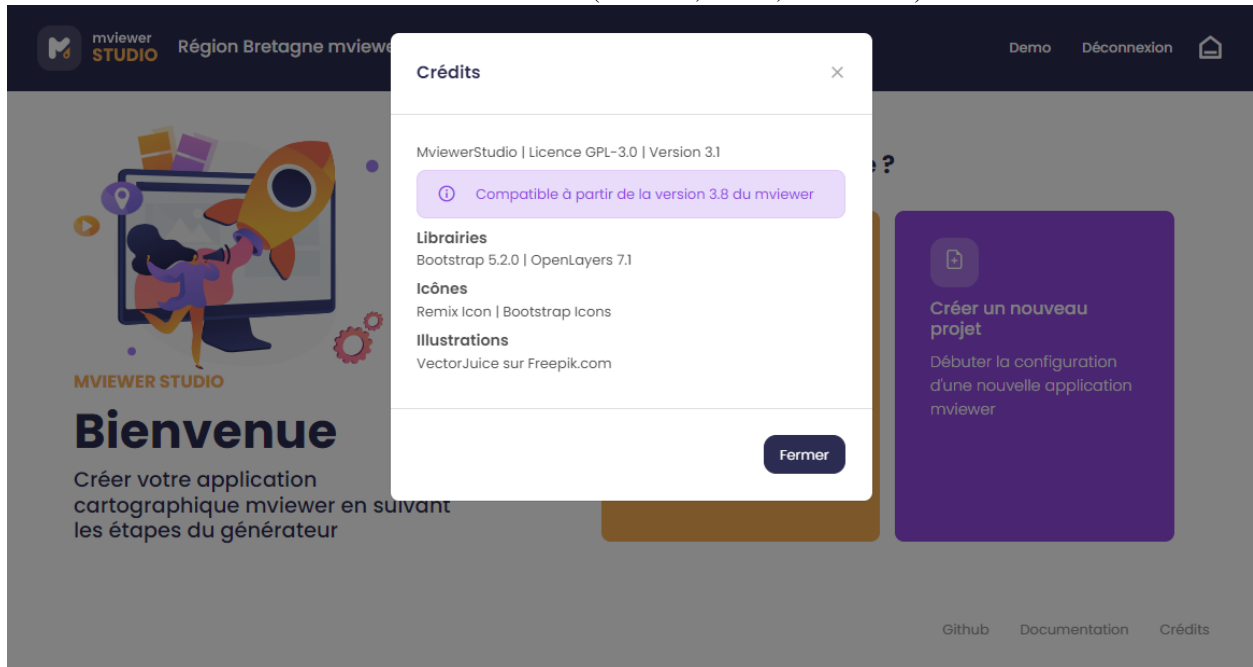 mviewer
STUDIO
Région Bretagne mviewe
Demo
Déconnexion
Crédits
MviewerStudio | Licence GPL-3.0 | Version 3.1
Compatible à partir de la version 3.8 du mviewer
Librairies
Bootstrap 5.2.0 | OpenLayers 7.1
Icônes
Remix Icon | Bootstrap Icons
Illustrations
VectorJuice sur Freepik.com
Fermer
?
MVIEWER STUDIO
Bienvenue
Créer votre application
cartographique mviewer en suivant
les étapes du générateur
Créer un nouveau
projet
Débuter la configuration
d'une nouvelle application
mviewer
Github
Documentation
Crédits